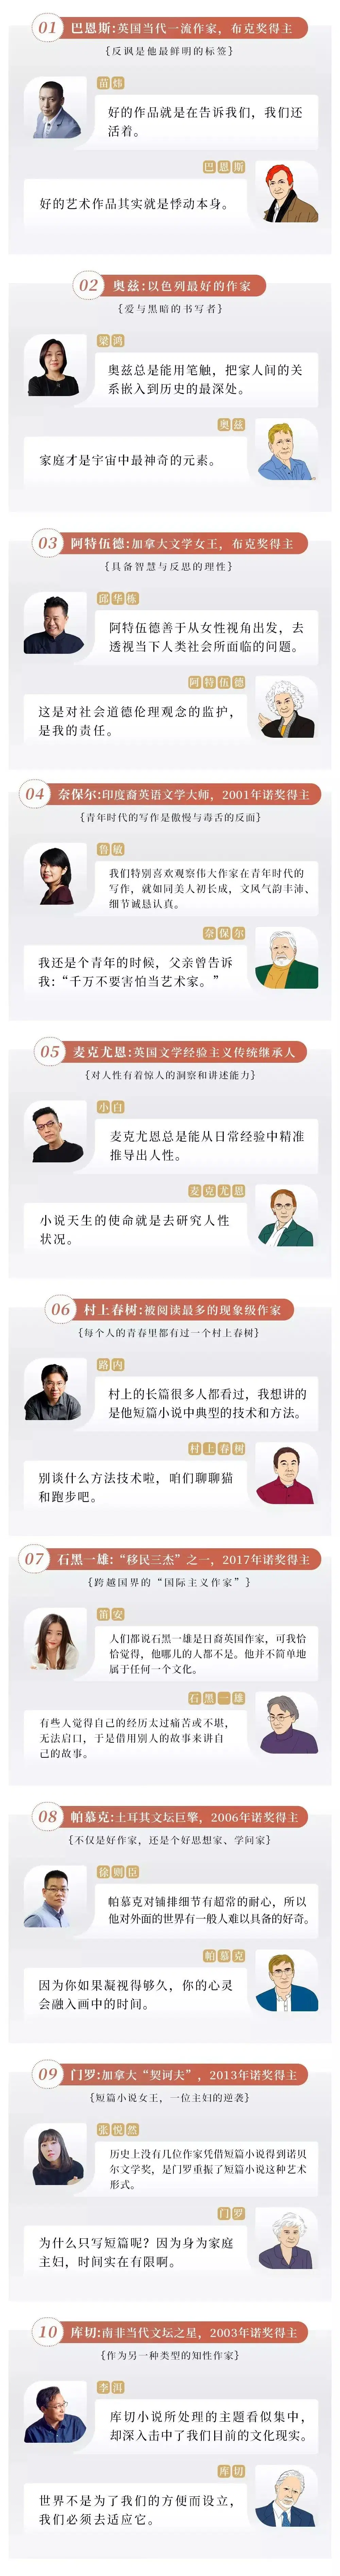 01 巴恩斯:英国当代一流作家，布克奖得主
{反讽是他最鲜明的标签}
苗炜
好的作品就是在告诉我们，我们还
活着。
巴恩斯
好的艺术作品其实就是悸动本身。
02 奥兹:以色列最好的作家
{爱与黑暗的书写者}
梁鸿
奥兹总是能用笔触，把家人间的关
系嵌入到历史的最深处。
奥兹
家庭才是宇宙中最神奇的元素。
03 阿特伍德:加拿大文学女王，布克奖得主
{具备智慧与反思的理性}
邱华栋
阿特伍德善于从女性视角出发，去
透视当下人类社会所面临的问题。
阿特伍德
这是对社会道德伦理观念的监护，
是我的责任。
04 奈保尔:印度裔英语文学大师，2001年诺奖得主
{青年时代的写作是傲慢与毒舌的反面}
鲁敏
我们特别喜欢观察伟大作家在青年时代的
写作，就如同美人初长成，文风气韵丰沛、
细节诚恳认真。
奈保尔
我还是个青年的时候，父亲曾告诉
我:“千万不要害怕当艺术家。”
05 麦克尤恩:英国文学经验主义传统继承人
{对人性有着惊人的洞察和讲述能力}
小白
麦克尤恩总是能从日常经验中精准
推导出人性。
麦克尤恩
小说天生的使命就是去研究人性
状况。
06 村上春树:被阅读最多的现象级作家
{每个人的青春里都有过一个村上春树}
路内
村上的长篇很多人都看过，我想讲的
是他短篇小说中典型的技术和方法。
村上春树
别谈什么方法技术啦，咱们聊聊猫
和跑步吧。
07 石黑一雄:“移民三杰”之一，2017年诺奖得主
{跨越国界的“国际主义作家”}
笛安
人们都说石黑一雄是日裔英国作家，可我恰
恰觉得，他哪儿的人都不是。他并不简单地
属于任何一个文化。
石黑一雄
有些人觉得自己的经历太过痛苦或不堪，
无法启口，于是借用别人的故事来讲自
己的故事。
08 帕慕克:土耳其文坛巨擘，2006年诺奖得主
{不仅是好作家，还是个好思想家、学问家}
徐则臣
帕慕克对铺排细节有超常的耐心，所以
他对外面的世界有一般人难以具备的好奇。
帕慕克
因为你如果凝视得够久，你的心灵
会融入画中的时间。
09 门罗:加拿大“契诃夫”，2013年诺奖得主
{短篇小说女王，一位主妇的逆袭}
张悦然
历史上没有几位作家凭借短篇小说得到诺贝
尔文学奖，是门罗重振了短篇小说这种艺术
形式。
门罗
为什么只写短篇呢？因为身为家庭
主妇，时间实在有限啊。
10 库切:南非当代文坛之星，2003年诺奖得主
{作为另一种类型的知性作家}
李洱
库切小说所处理的主题看似集中，
却深入击中了我们目前的文化现实。
库切
世界不是为了我们的方便而设立，
我们必须去适应它。